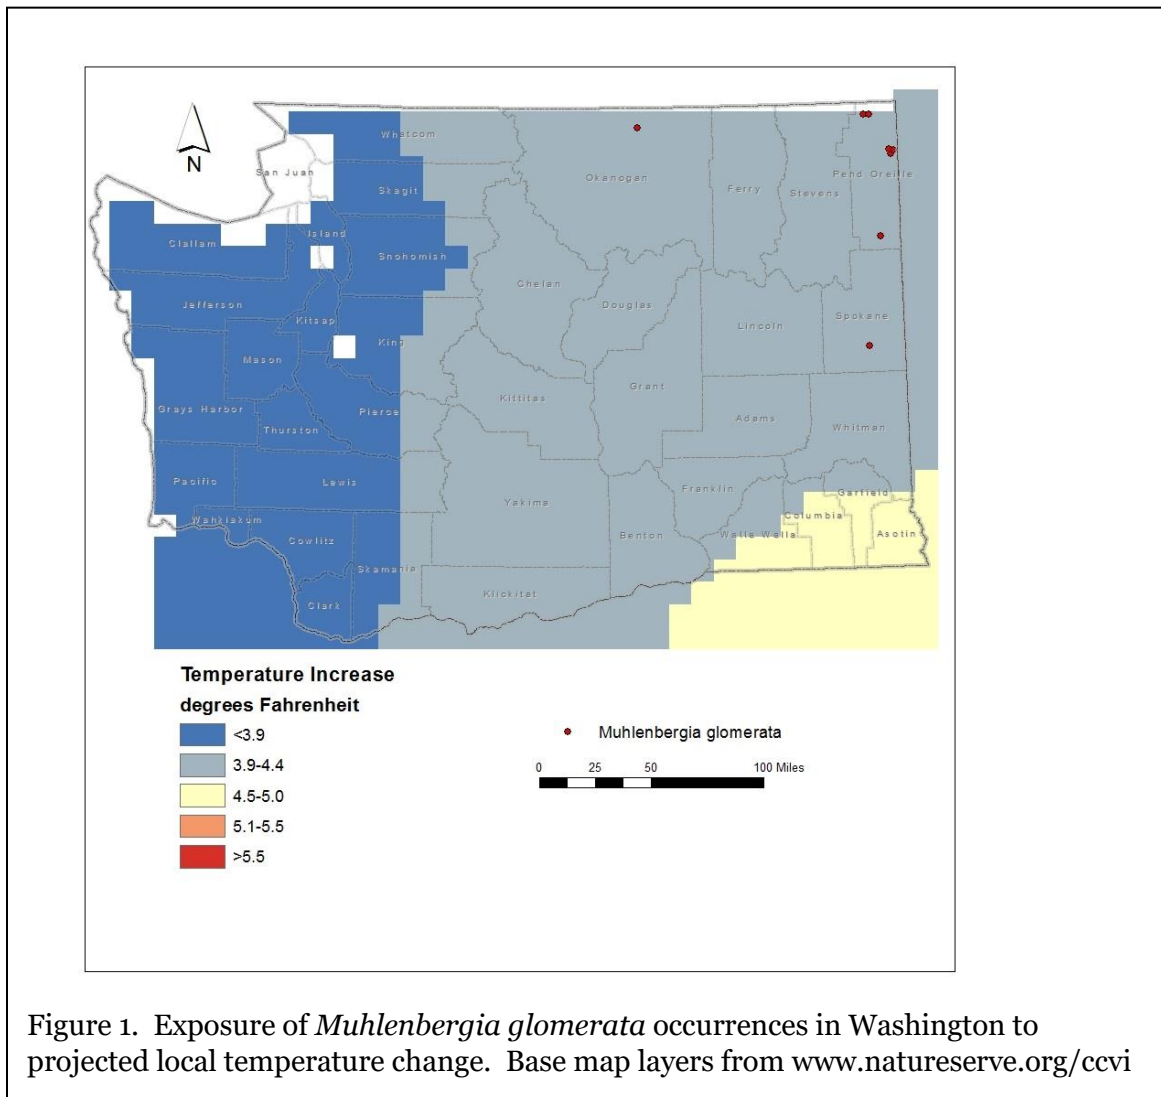 Whatcom
San Juan
Skagit
Okanogan
Ferry
Stevens
Pend Oreille
N
Island
Clallam
Snohomish
Chelan
Jefferson
Douglas
Kitsap
King
Lincoln
Spokane
Mason
Grant
Kittitas
Grays Harbor
Pierce
Adams
Thurston
Whitman
Pacific
Lewis
Franklin
Yakima
Garfield
Columbia
Wahkiakum
Walla Walla
Asotin
Cowlitz
Benton
Skamania
Klickitat
Clark
Temperature Increase
degrees Fahrenheit
<3.9
3.9-4.4
4.5-5.0
5.1-5.5
>5.5
Muhlenbergia glomerata
0 25 50 100 Miles
Figure 1. Exposure of Muhlenbergia glomerata occurrences in Washington to
projected local temperature change. Base map layers from www.natureserve.org/ccvi